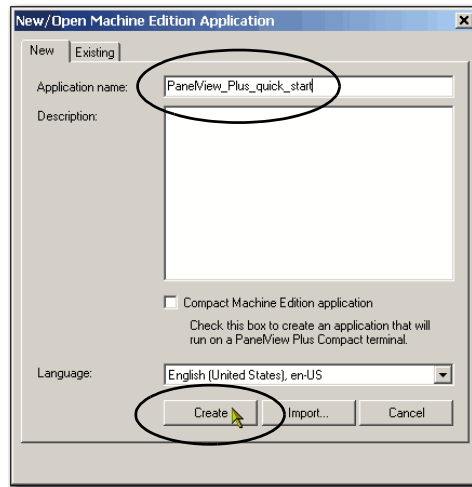 New/Open Machine Edition Application
New Existing
Application name: PanelView_Plus_quick_start
Description:
Compact Machine Edition application
Check this box to create an application that will
run on a PanelView Plus Compact terminal.
Language: English (United States), en-US
Create Import... Cancel